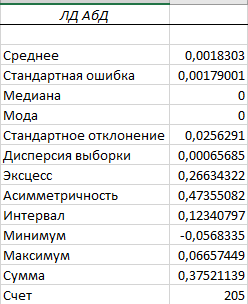 ЛД АбД
Среднее 0,0018303
Стандартная ошибка 0,00179001
Медиана 0
Мода 0
Стандартное отклонение 0,0256291
Дисперсия выборки 0,00065685
Эксцесс 0,26634322
Асимметричность 0,47355082
Интервал 0,12340797
Минимум -0,0568335
Максимум 0,06657449
Сумма 0,37521139
Счет 205